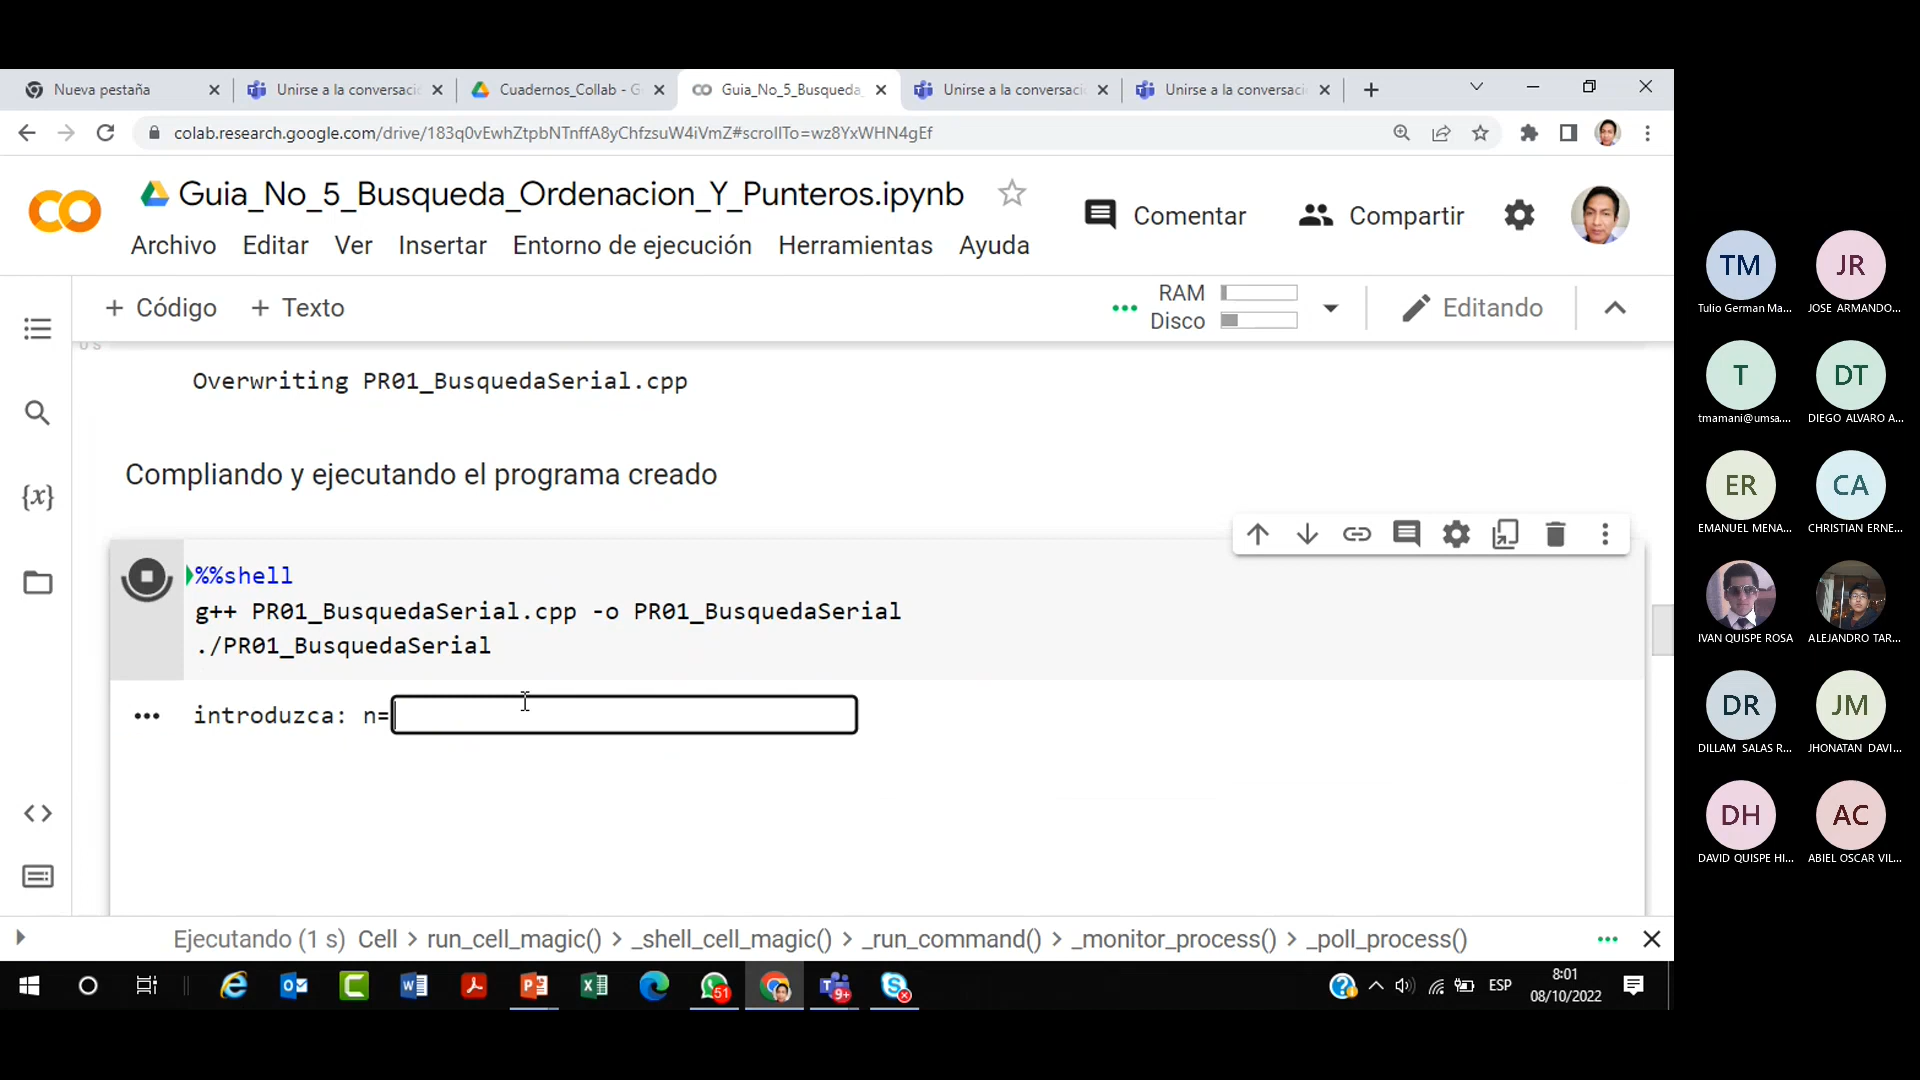 Nueva pestaña
Unirse a la conversaci
Cuadernos_Collab - G
Guia_No_5_Busqueda_
Unirse a la conversaci
Unirse a la conversaci
colab.research.google.com/drive/183q0vEwhZtpbNTnffA8yChfzsuW4iVmZ#scrollTo=wz8YxWHN4gEf
Guia_No_5_Busqueda_Ordenacion_Y_Punteros.ipynb
Comentar
Compartir
Archivo Editar Ver Insertar Entorno de ejecución Herramientas Ayuda
+ Código + Texto
RAM
Disco
Editando
0 s
Overwriting PR01_BusquedaSerial.cpp
Compliando y ejecutando el programa creado
%%shell
g++ PR01_BusquedaSerial.cpp -o PR01_BusquedaSerial
./PR01_BusquedaSerial
introduzca: n=
Ejecutando (1 s) Cell > run_cell_magic() > _shell_cell_magic() > _run_command() > _monitor_process() > _poll_process()
51
9+
ESP
8:01
08/10/2022
TM
Tulio German Ma...
JR
JOSE ARMANDO...
T
tmamani@umsa....
DT
DIEGO ALVARO A...
ER
EMANUEL MENA...
CA
CHRISTIAN ERNE...
IVAN QUISPE ROSA
ALEJANDRO TAR...
DR
DILLAM SALAS R...
JM
JHONATAN DAVI...
DH
DAVID QUISPE HI...
AC
ABIEL OSCAR VIL...